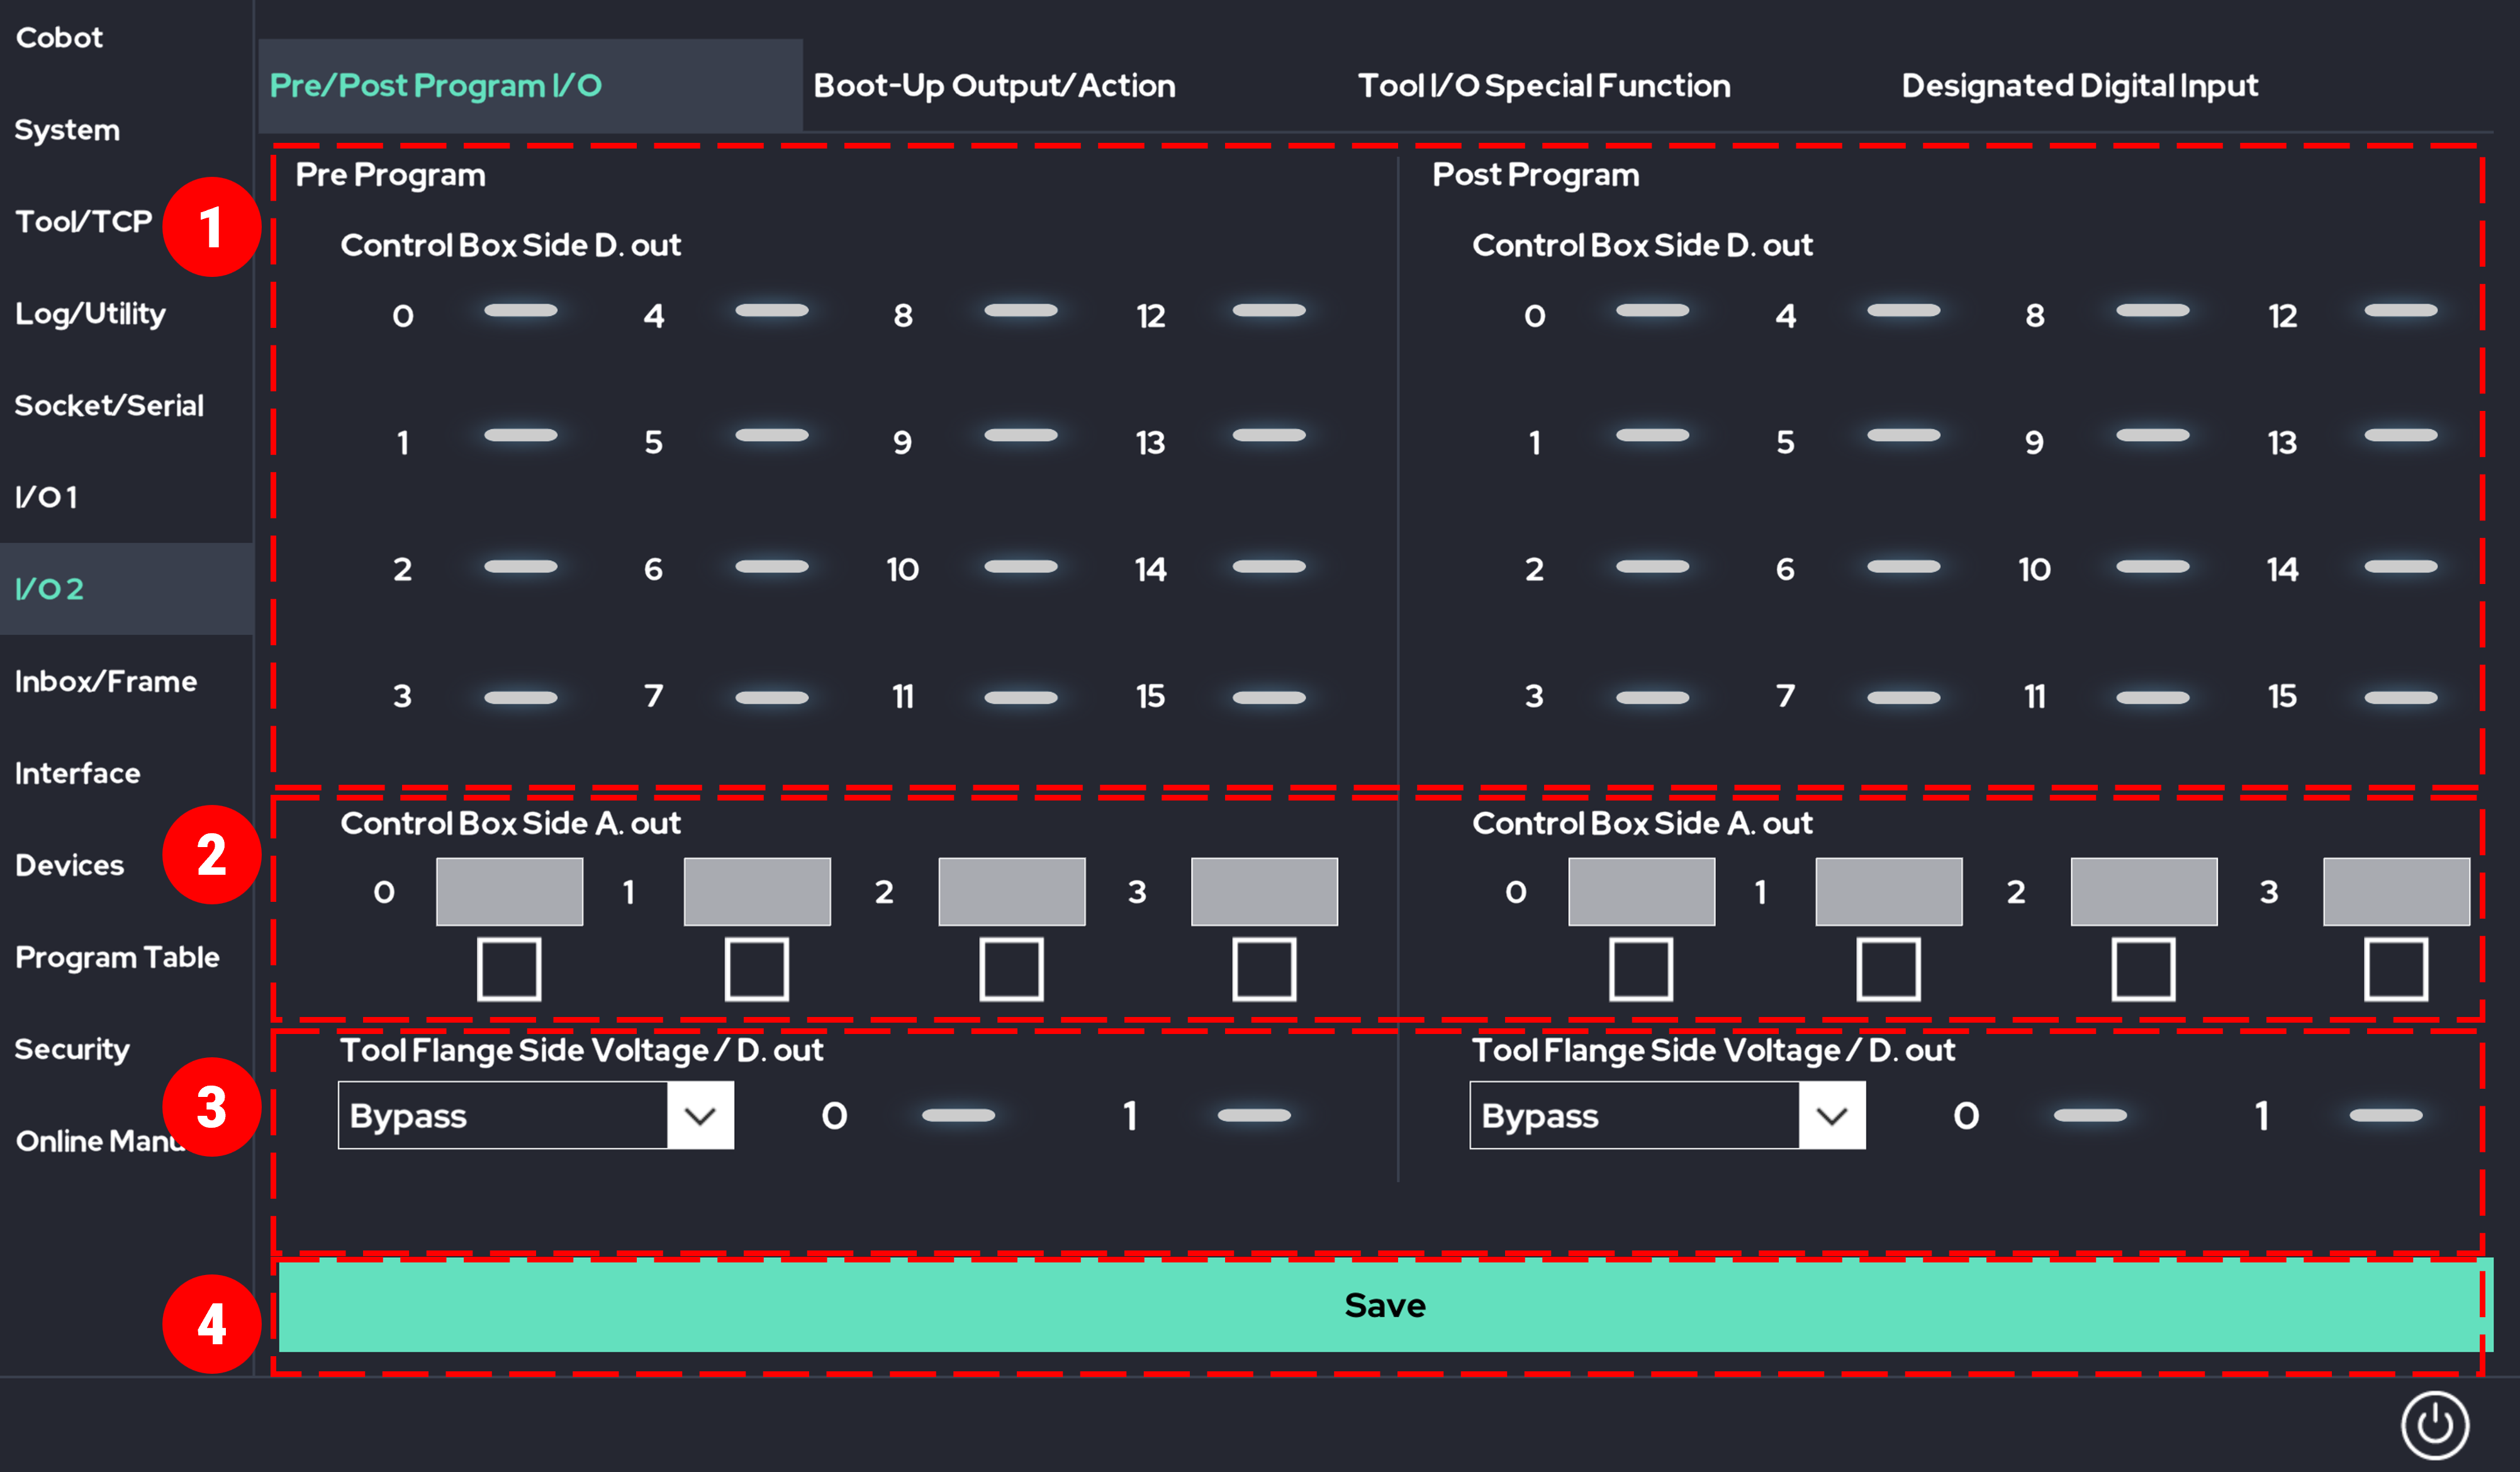 Cobot
System
Tool/TCP
Log/Utility
Socket/Serial
I/O 1
I/O 2
Inbox/Frame
Interface
Devices
Program Table
Security
Online Manu
1
2
3
4
Pre/Post Program I/O Boot-Up Output/Action Tool I/O Special Function Designated Digital Input
Pre Program
Control Box Side D. out
0 4 8 12
1 5 9 13
2 6 10 14
3 7 11 15
Control Box Side A. out
0 1 2 3
Tool Flange Side Voltage / D. out
Bypass 0 1
Post Program
Control Box Side D. out
0 4 8 12
1 5 9 13
2 6 10 14
3 7 11 15
Control Box Side A. out
0 1 2 3
Tool Flange Side Voltage / D. out
Bypass 0 1
Save